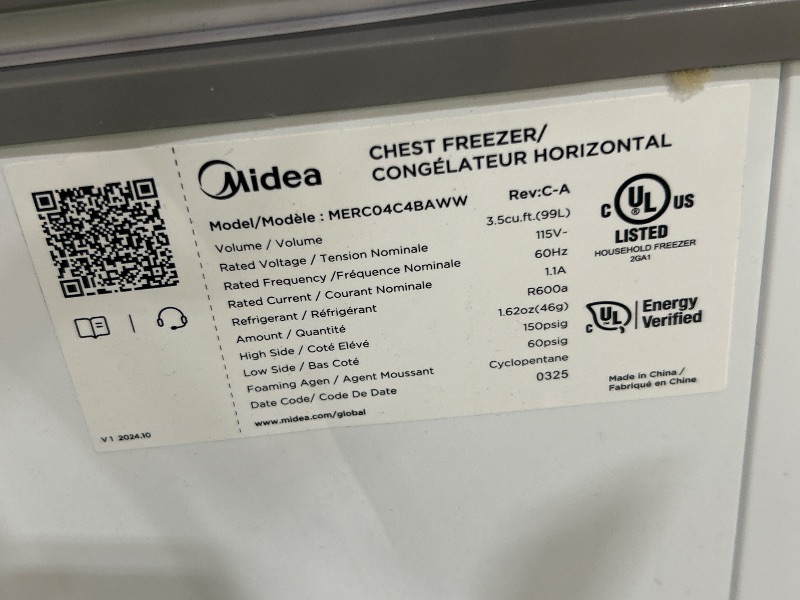 Midea
CHEST FREEZER/
CONGÉLATEUR HORIZONTAL
Model/Modèle : MERC04C4BAWW Rev:C-A
Volume / Volume 3.5cu.ft.(99L)
Rated Voltage / Tension Nominale 115V~
Rated Frequency /Fréquence Nominale 60Hz
Rated Current / Courant Nominale 1.1A
Refrigerant / Réfrigérant R600a
Amount / Quantité 1.62oz(46g)
High Side / Coté Elévé 150psig
Low Side / Bas Coté 60psig
Foaming Agen / Agent Moussant Cyclopentane
Date Code/ Code De Date 0325
www.midea.com/global
C UL US
LISTED
HOUSEHOLD FREEZER
2GA1
C UL Energy
Verified
Made in China /
Fabriqué en Chine
V 1 2024.10